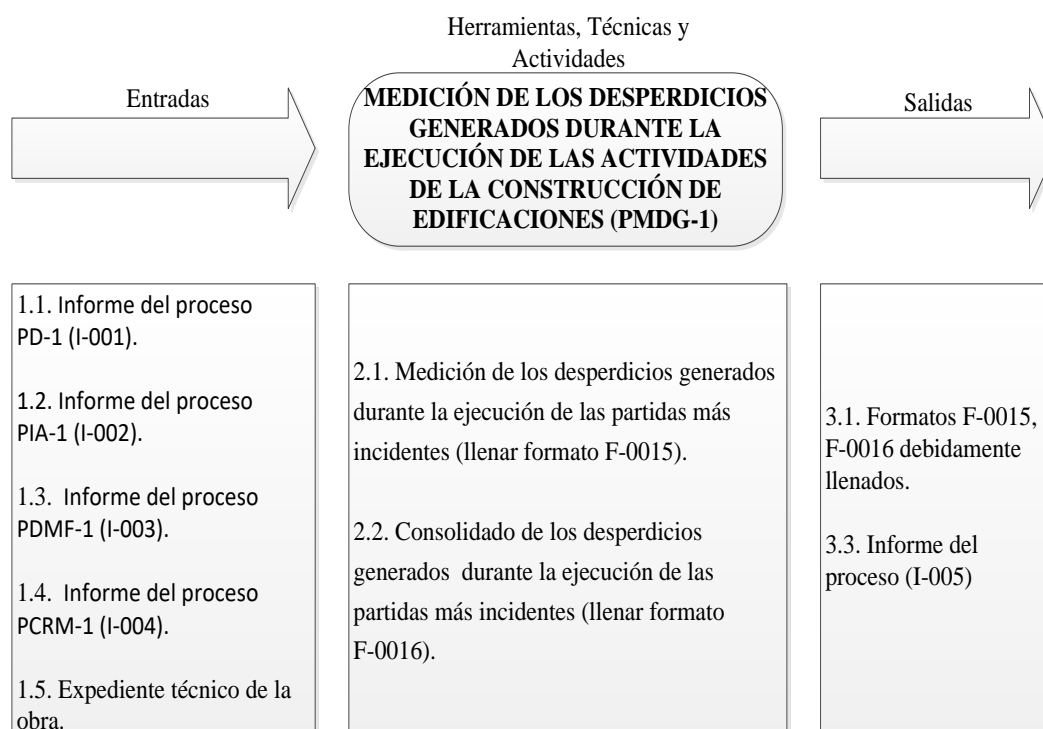 Herramientas, Técnicas y
Actividades
Entradas
MEDICIÓN DE LOS DESPERDICIOS
GENERADOS DURANTE LA
EJECUCIÓN DE LAS ACTIVIDADES
DE LA CONSTRUCCIÓN DE
EDIFICACIONES (PMDG-1)
Salidas
1.1. Informe del proceso
PD-1 (I-001).
1.2. Informe del proceso
PIA-1 (I-002).
1.3. Informe del proceso
PDMF-1 (I-003).
1.4. Informe del proceso
PCRM-1 (I-004).
1.5. Expediente técnico de la
obra.
2.1. Medición de los desperdicios generados
durante la ejecución de las partidas más
incidentes (llenar formato F-0015).
2.2. Consolidado de los desperdicios
generados durante la ejecución de las
partidas más incidentes (llenar formato
F-0016).
3.1. Formatos F-0015,
F-0016 debidamente
llenados.
3.3. Informe del
proceso (I-005)